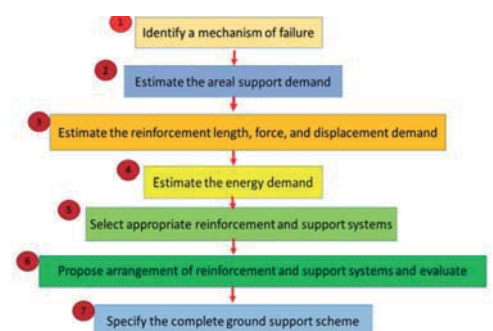 1
Identify a mechanism of failure
2
Estimate the areal support demand
3
Estimate the reinforcement length, force, and displacement demand
4
Estimate the energy demand
5
Select appropriate reinforcement and support systems
6
Propose arrangement of reinforcement and support systems and evaluate
7
Specify the complete ground support scheme